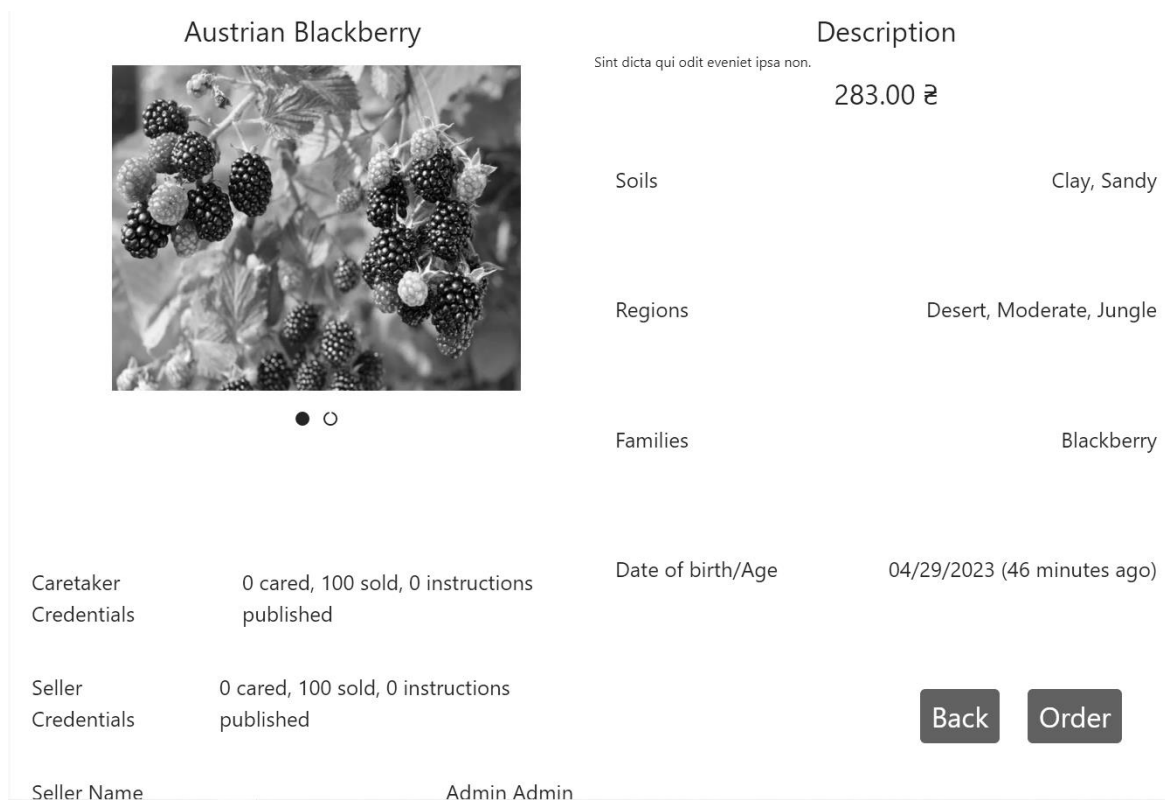 Austrian Blackberry
Caretaker Credentials
0 cared, 100 sold, 0 instructions published
Seller Credentials
0 cared, 100 sold, 0 instructions published
Seller Name
Admin Admin
Description
Sint dicta qui odit eveniet ipsa non.
283.00 ₴
Soils
Clay, Sandy
Regions
Desert, Moderate, Jungle
Families
Blackberry
Date of birth/Age
04/29/2023 (46 minutes ago)
Back
Order